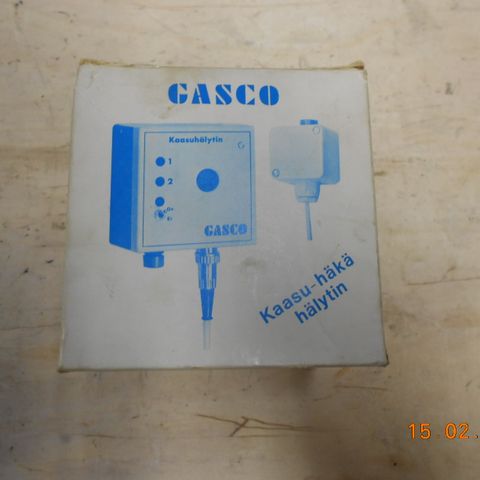 GASCO
Kaasuhälytin
1
2
GASCO
Kaasu-häkä
hälytin
15.02.